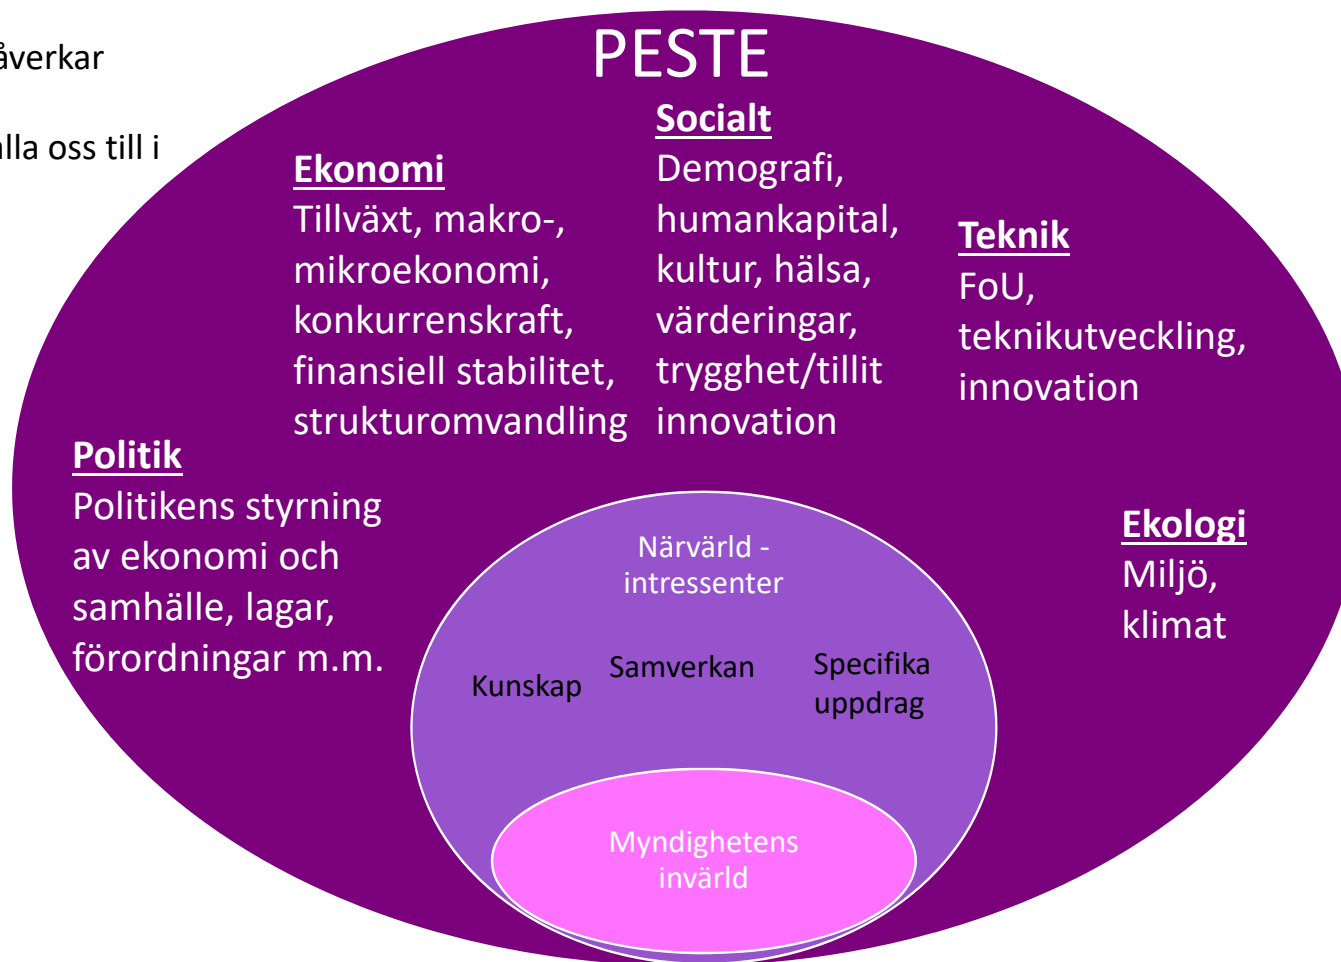 PESTE
åverkar
alla oss till i
Politik
Politikens styrning
av ekonomi och
samhälle, lagar,
förordningar m.m.
Ekonomi
Tillväxt, makro-,
mikroekonomi,
konkurrenskraft,
finansiell stabilitet,
strukturomvandling
Socialt
Demografi,
humankapital,
kultur, hälsa,
värderingar,
trygghet/tillit
innovation
Teknik
FoU,
teknikutveckling,
innovation
Ekologi
Miljö,
klimat
Närvärld -
intressenter
Kunskap
Samverkan
Specifika
uppdrag
Myndighetens
invärld